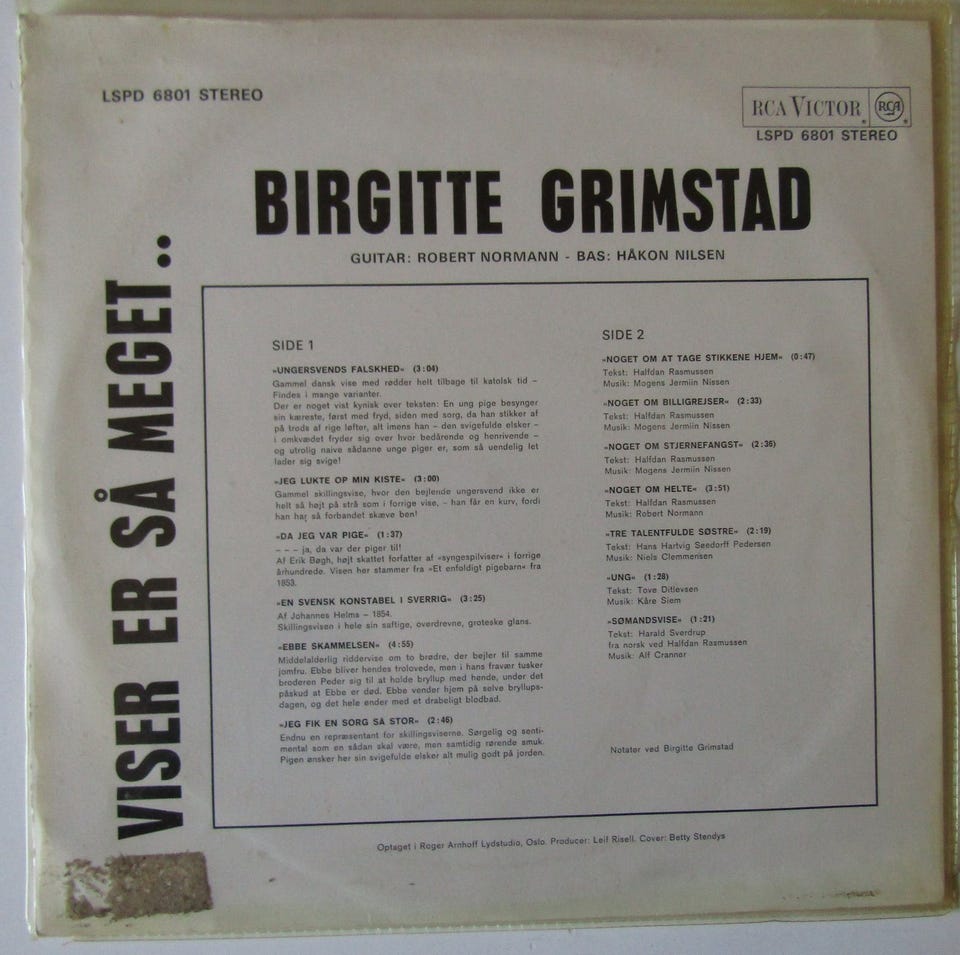 LSPD 6801 STEREO
RCA VICTOR RCA
LSPD 6801 STEREO
BIRGITTE GRIMSTAD
GUITAR: ROBERT NORMANN - BAS: HÅKON NILSEN
VISER ER SÅ MEGET..
SIDE 1
»UNGERSVENDS FALSKHED« (3:04)
Gammel dansk vise med rødder helt tilbage til katolsk tid –
Findes i mange varianter.
Der er noget vist kynisk over teksten: En ung pige besynger
sin kæreste, først med fryd, siden med sorg, da han stikker af
på trods af rige løfter, alt imens han – den svigefulde elsker –
i omkvædet fryder sig over hvor bedårende og henrivende –
og utrolig naive sådanne unge piger er, som så uendelig let
lader sig svige!
»JEG LUKTE OP MIN KISTE« (3:00)
Gammel skillingsvise, hvor den bejlende ungersvend ikke er
helt så højt på strå som i forrige vise, – han får en kurv, fordi
han har så forbandet skæve ben!
»DA JEG VAR PIGE« (1:37)
– – – ja, da var der piger til!
Af Erik Bøgh, højt skattet forfatter af »syngespilviser« i forrige
århundrede. Visen her stammer fra »Et enfoldigt pigebarn« fra
1853.
»EN SVENSK KONSTABEL I SVERRIG« (3:25)
Af Johannes Helms – 1854.
Skillingsvisen i hele sin saftige, overdrevne, groteske glans.
»EBBE SKAMMELSEN« (4:55)
Middelalderlig riddervise om to brødre, der bejler til samme
jomfru. Ebbe bliver hendes trolovede, men i hans fravær tusker
broderen Peder sig til at holde bryllup med hende, under det
påskud at Ebbe er død. Ebbe vender hjem på selve bryllups-
dagen, og det hele ender med et drabeligt blodbad.
»JEG FIK EN SORG SÅ STOR« (2:46)
Endnu en repræsentant for skillingsviserne. Sørgelig og senti-
mental som en sådan skal være, men samtidig rørende smuk.
Pigen ønsker her sin svigefulde elsker alt mulig godt på jorden.
SIDE 2
»NOGET OM AT TAGE STIKKENE HJEM« (0:47)
Tekst: Halfdan Rasmussen
Musik: Mogens Jermiin Nissen
»NOGET OM BILLIGREJSER« (2:33)
Tekst: Halfdan Rasmussen
Musik: Mogens Jermiin Nissen
»NOGET OM STJERNEFANGST« (2:36)
Tekst: Halfdan Rasmussen
Musik: Mogens Jermiin Nissen
»NOGET OM HELTE« (3:51)
Tekst: Halfdan Rasmussen
Musik: Robert Normann
»TRE TALENTFULDE SØSTRE« (2:19)
Tekst: Hans Hartvig Seedorff Pedersen
Musik: Niels Clemmensen
»UNG« (1:28)
Tekst: Tove Ditlevsen
Musik: Kåre Siem
»SØMANDSVISE« (1:21)
Tekst: Harald Sverdrup
fra norsk ved Halfdan Rasmussen
Musik: Alf Cranner
Notater ved Birgitte Grimstad
Optaget i Roger Arnhoff Lydstudio, Oslo. Producer: Leif Risell. Cover: Betty Stendys